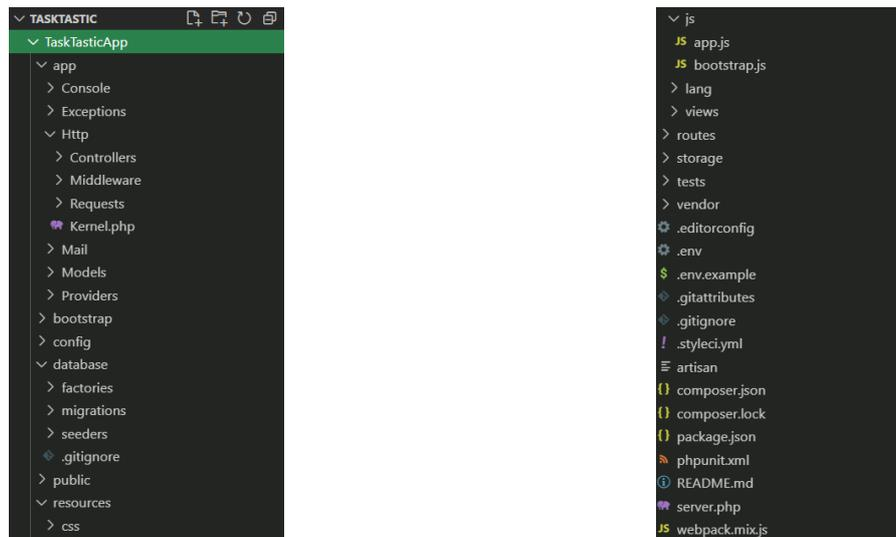 TASKTASTIC
TaskTasticApp
app
Console
Exceptions
Http
Controllers
Middleware
Requests
Kernel.php
Mail
Models
Providers
bootstrap
config
database
factories
migrations
seeders
.gitignore
public
resources
css
js
JS app.js
JS bootstrap.js
lang
views
routes
storage
tests
vendor
.editorconfig
.env
$ .env.example
.gitattributes
.gitignore
! .styleci.yml
artisan
{} composer.json
{} composer.lock
{} package.json
phpunit.xml
README.md
server.php
JS webpack.mix.js